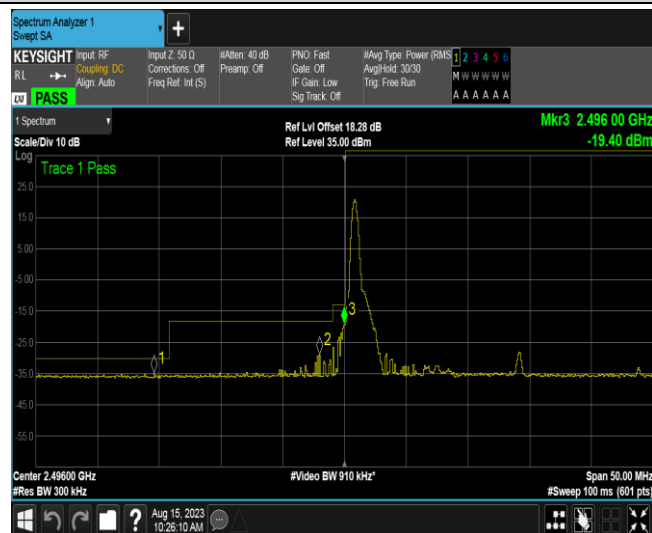 Spectrum Analyzer 1
Swept SA
+
KEYSIGHT
RL
PASS
Input: RF
Coupling: DC
Align: Auto
Input Z: 50 Ω
Corrections: Off
Freq Ref: Int (S)
#Atten: 40 dB
Preamp: Off
PNO: Fast
Gate: Off
IF Gain: Low
Sig Track: Off
#Avg Type: Power (RMS
Avg|Hold: 30/30
Trig: Free Run
1 2 3 4 5 6
M W W W W W
A A A A A A
1 Spectrum
Scale/Div 10 dB
Ref Lvl Offset 18.28 dB
Ref Level 35.00 dBm
Mkr3 2.496 00 GHz
-19.40 dBm
Log
Trace 1 Pass
25.0
15.0
5.00
-5.00
-15.0
-25.0
-35.0
-45.0
-55.0
1
2
3
Center 2.49600 GHz
#Res BW 300 kHz
#Video BW 910 kHz*
Span 50.00 MHz
#Sweep 100 ms (601 pts)
?
Aug 15, 2023
10:26:10 AM